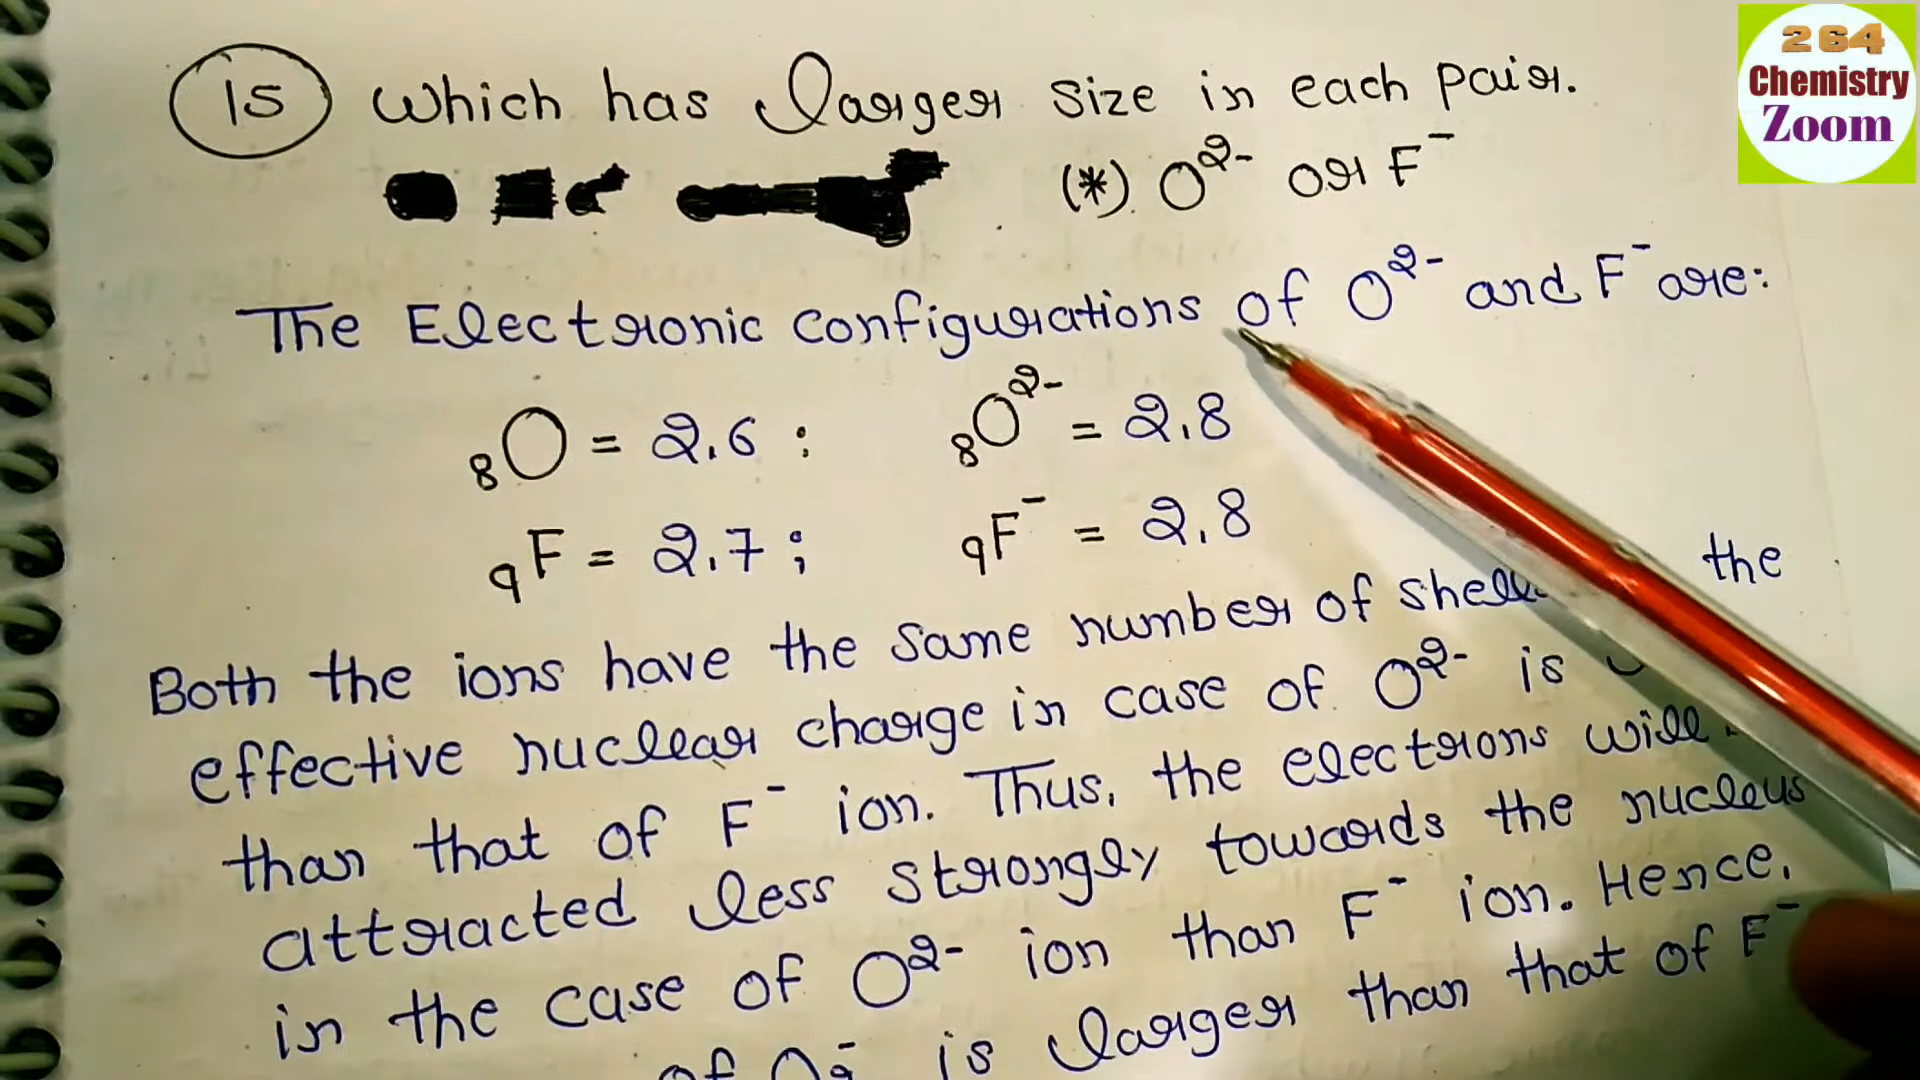 264
Chemistry
Zoom
15 Which has larger size in each pair.
(*) O²⁻ or F⁻
The Electronic configurations of O²⁻ and F⁻ are:
₈O = 2,6 ; ₈O²⁻ = 2,8
₉F = 2,7 ; ₉F⁻ = 2,8
Both the ions have the same number of the
effective nuclear charge in case of O²⁻ is
than that of F⁻ ion. Thus, the electrons will
attracted less strongly towards the nucleus
in the case of O²⁻ ion than F⁻ ion. Hence,
of is larger than that of F⁻